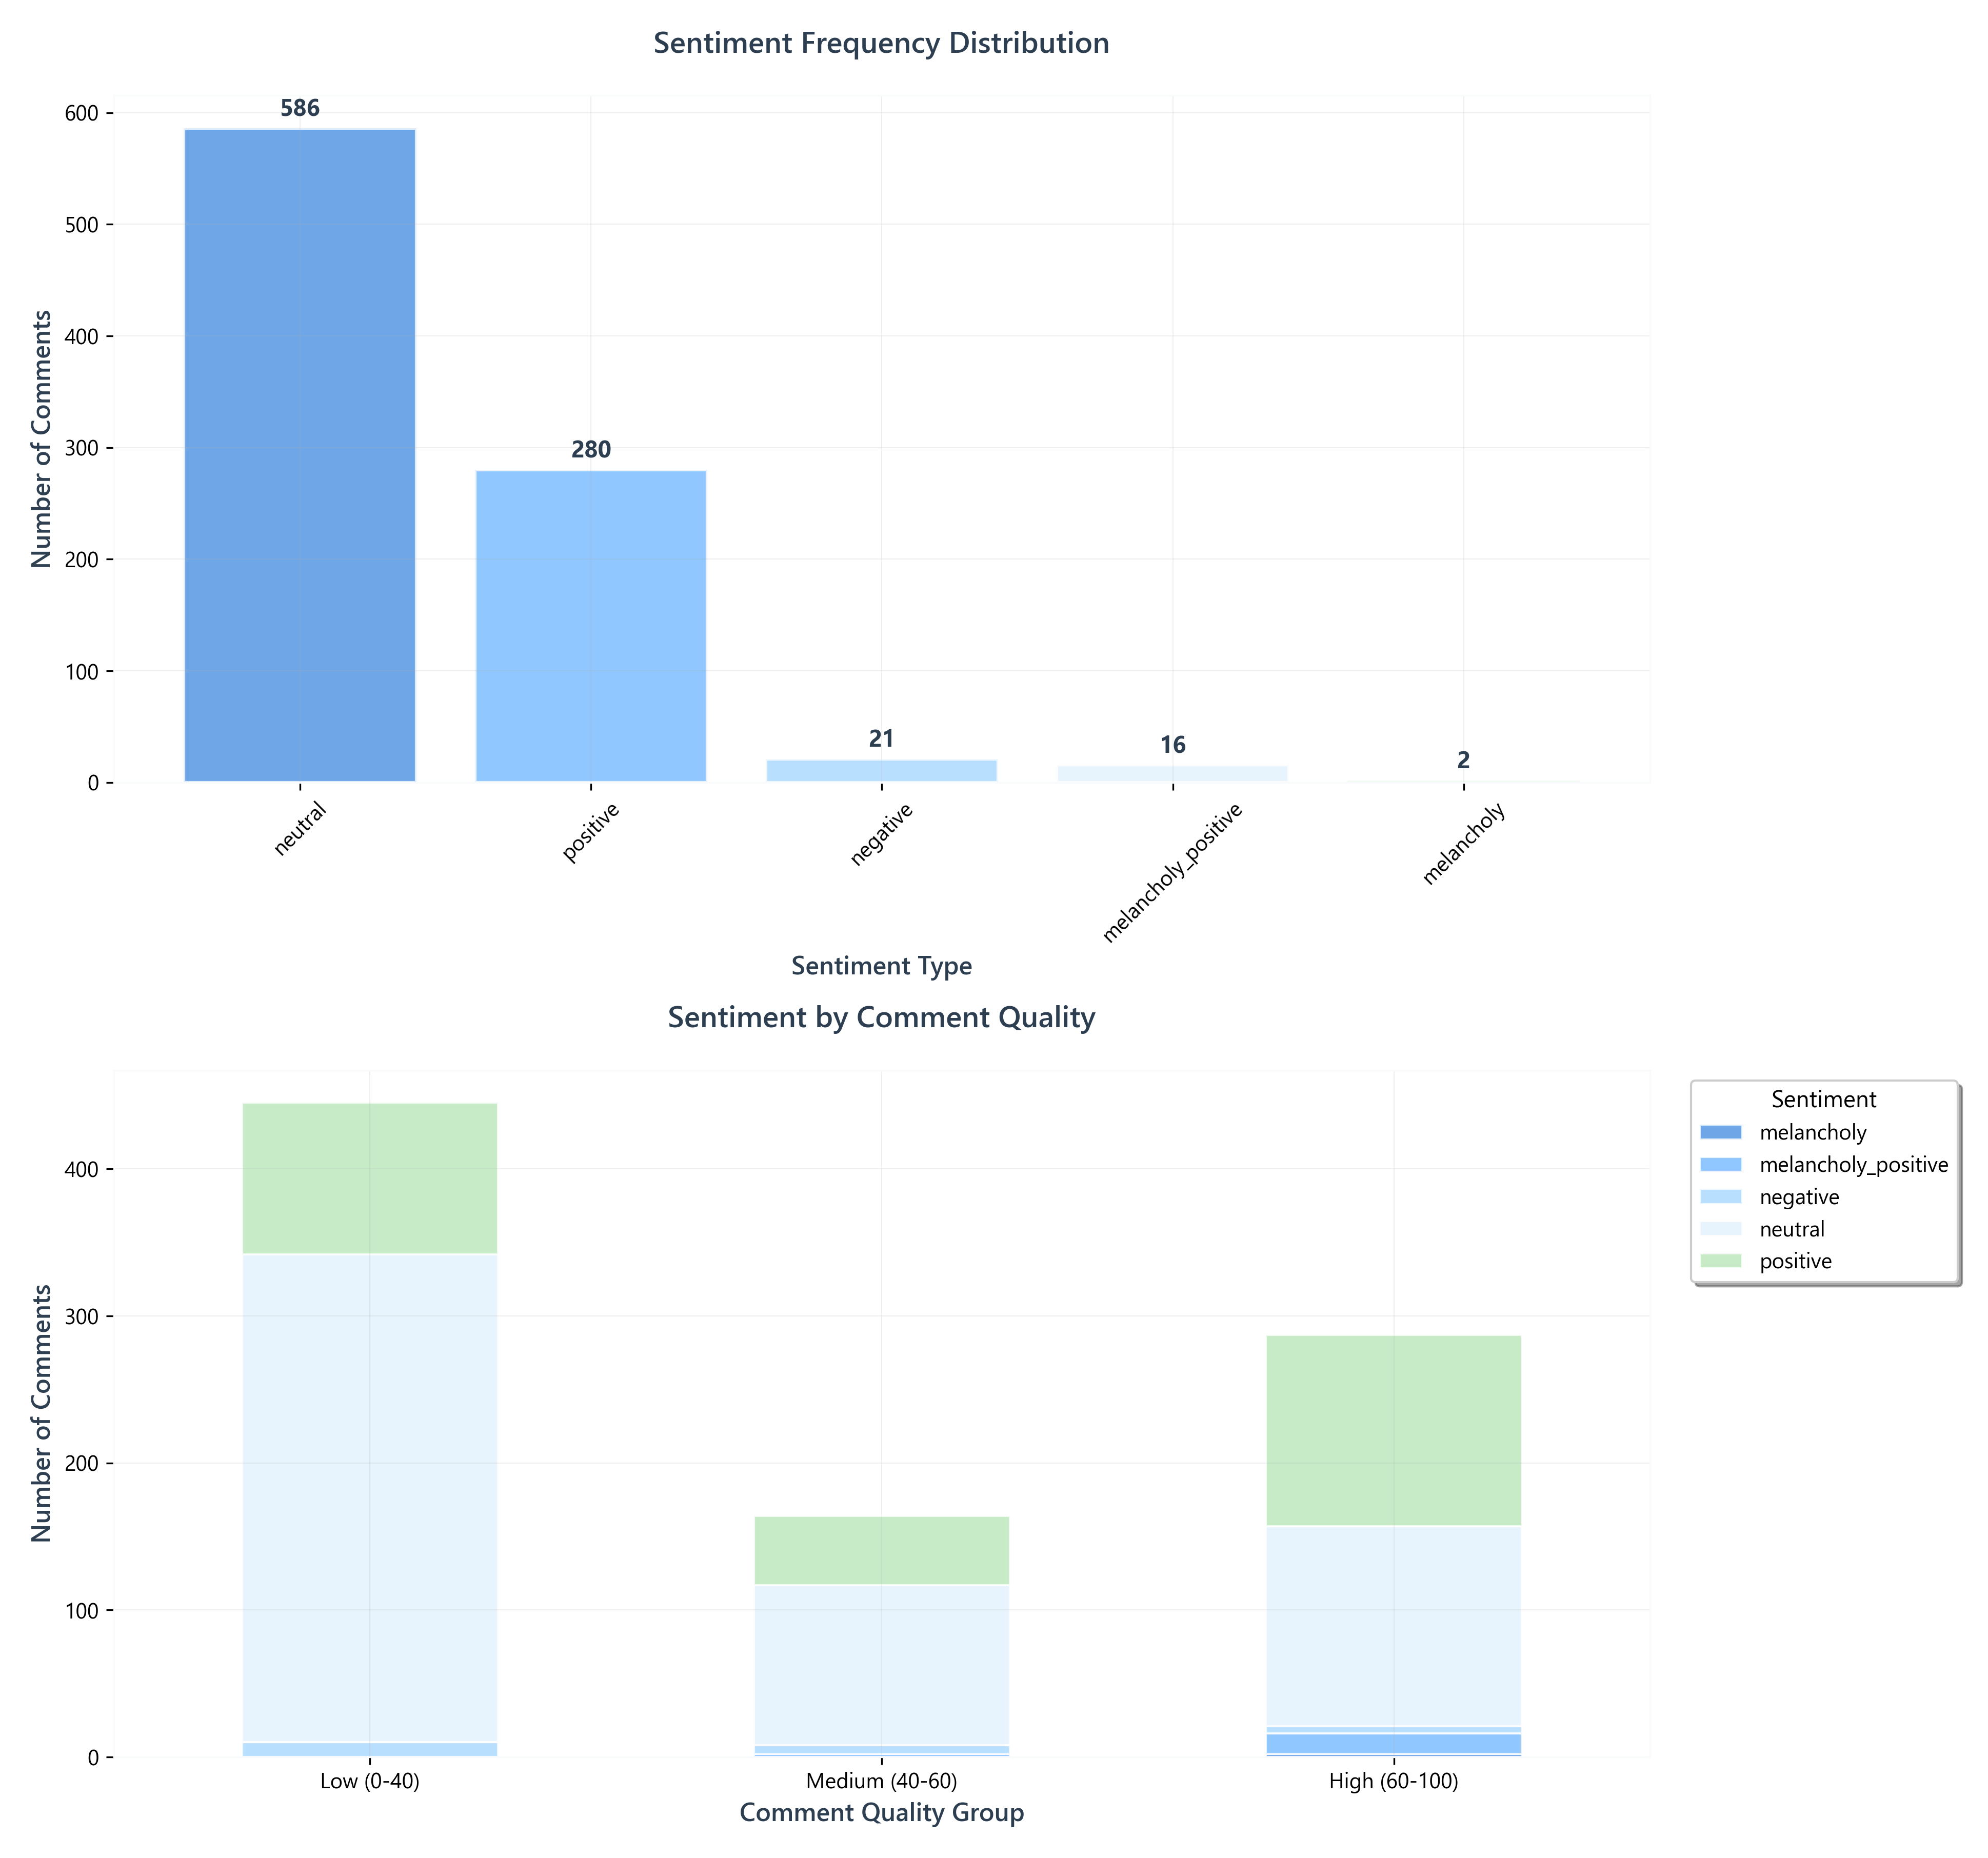 Sentiment Frequency Distribution
Number of Comments
600
500
400
300
200
100
0
586
280
21
16
2
neutral
positive
negative
melancholy_positive
melancholy
Sentiment Type
Sentiment by Comment Quality
Number of Comments
400
300
200
100
0
Low (0-40)
Medium (40-60)
High (60-100)
Comment Quality Group
Sentiment
melancholy
melancholy_positive
negative
neutral
positive